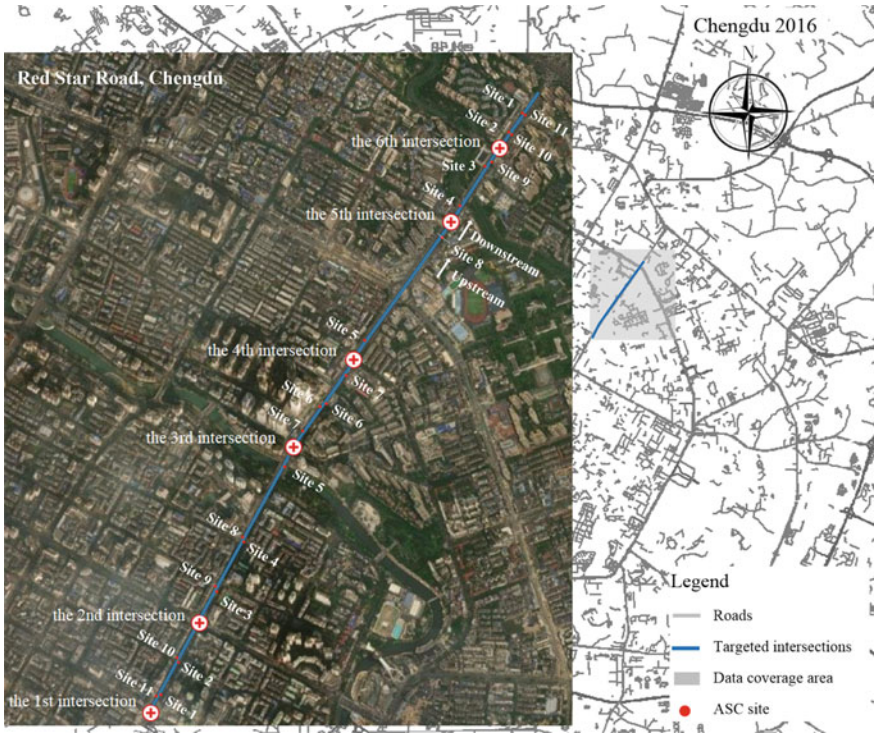 Chengdu 2016
N
Red Star Road, Chengdu
Site 1
Site 11
Site 2
the 6th intersection
Site 10
Site 3
Site 9
Site 4
the 5th intersection
Downstream
Site 8
Upstream
Site 5
the 4th intersection
Site 7
Site 6
Site 6
Site 7
the 3rd intersection
Site 5
Site 8
Site 4
Site 9
Site 3
the 2nd intersection
Site 10
Site 2
Site 11
the 1st intersection
Site 1
Legend
Roads
Targeted intersections
Data coverage area
ASC site